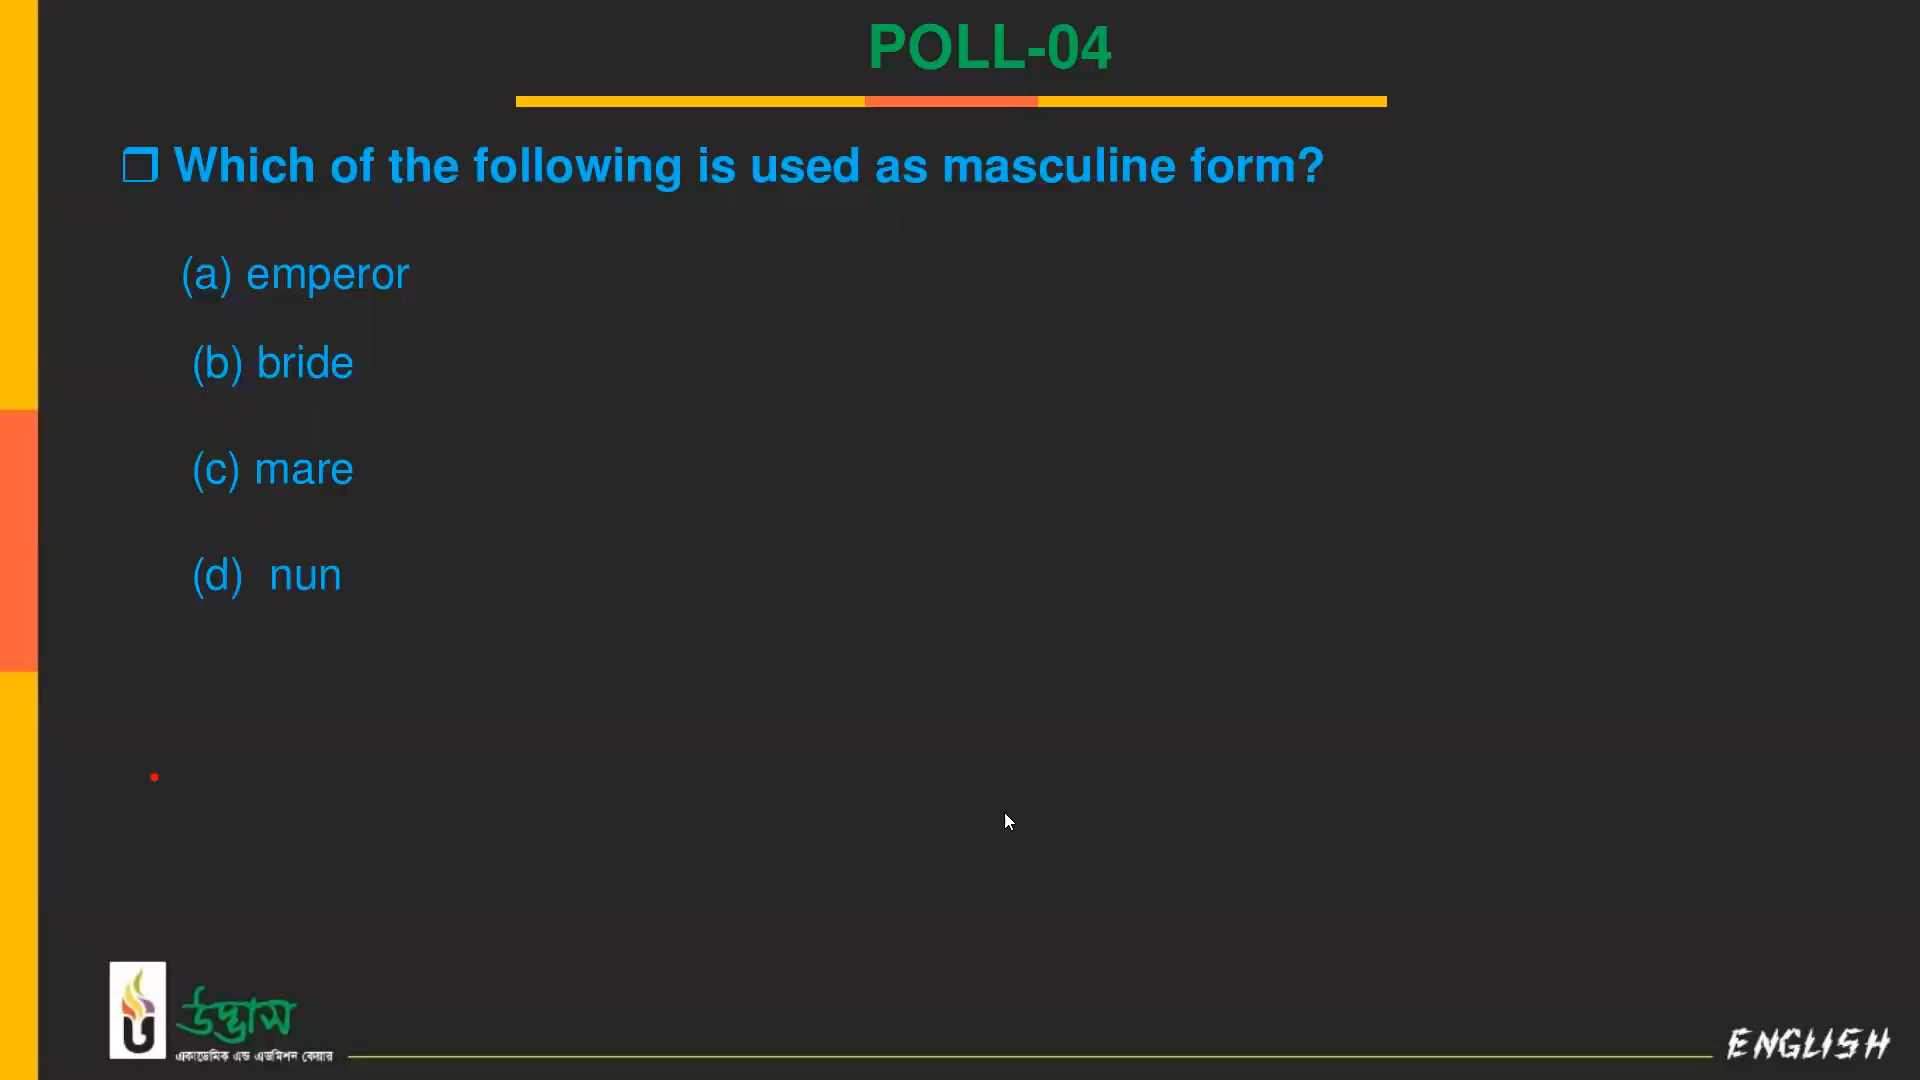 POLL-04
❐ Which of the following is used as masculine form?
(a) emperor
(b) bride
(c) mare
(d) nun
উদ্ভাস
একাডেমিক এন্ড এডমিশন কেয়ার
ENGLISH